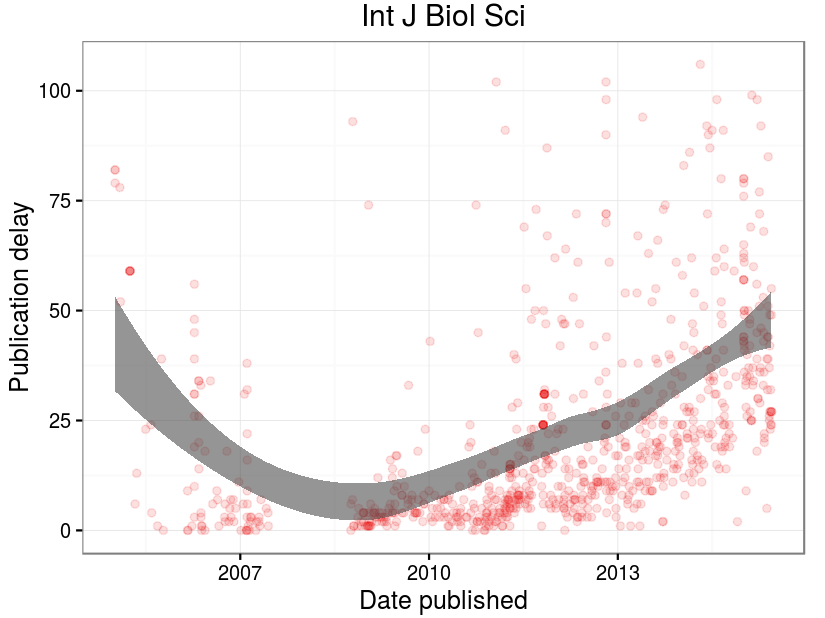 Int J Biol Sci
Publication delay
100
75
50
25
0
2007
2010
2013
Date published